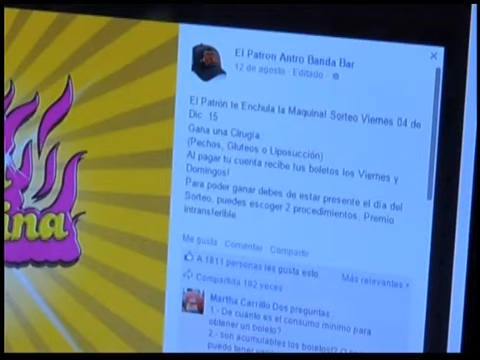 El Patron Antro Banda Bar
12 de agosto · Editado ·
El Patrón te Enchula la Maquina! Sorteo Viernes 04 de
Dic. 15
Gana una Cirugía
(Pechos, Gluteos o Liposucción)
Al pagar tu cuenta recibe tus boletos los Viernes y
Domingos!
Para poder ganar debes de estar presente el día del
Sorteo, puedes escoger 2 procedimientos, Premio
intransferible.
ina
Me gusta · Comentar · Compartir
A 1811 personas les gusta esto.
Más relevantes
Compartida 192 veces
Martha Carrillo Dos preguntas..
1.- De cuánto es el consumo mínimo para
obtener un boleto?
2.- son acumulables los boletos?
puedo